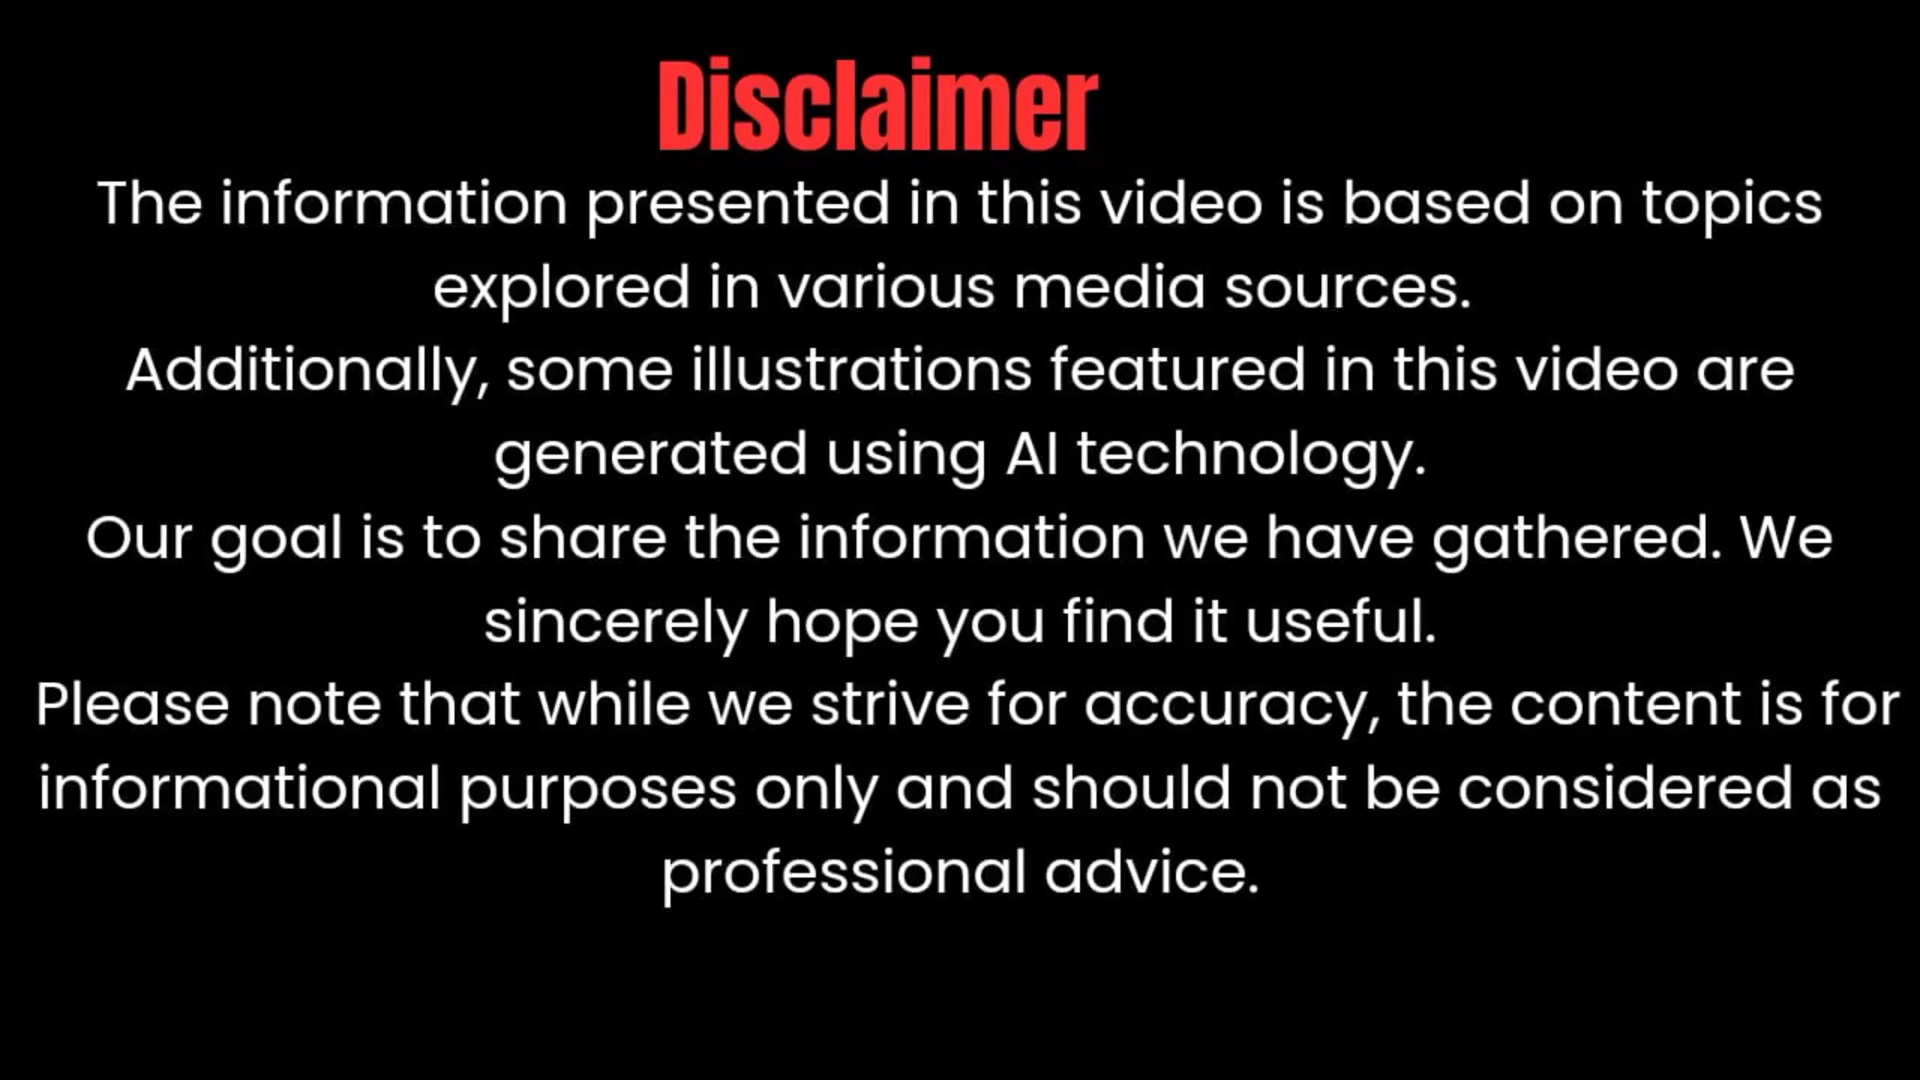 Disclaimer
The information presented in this video is based on topics
explored in various media sources.
Additionally, some illustrations featured in this video are
generated using AI technology.
Our goal is to share the information we have gathered. We
sincerely hope you find it useful.
Please note that while we strive for accuracy, the content is for
informational purposes only and should not be considered as
professional advice.